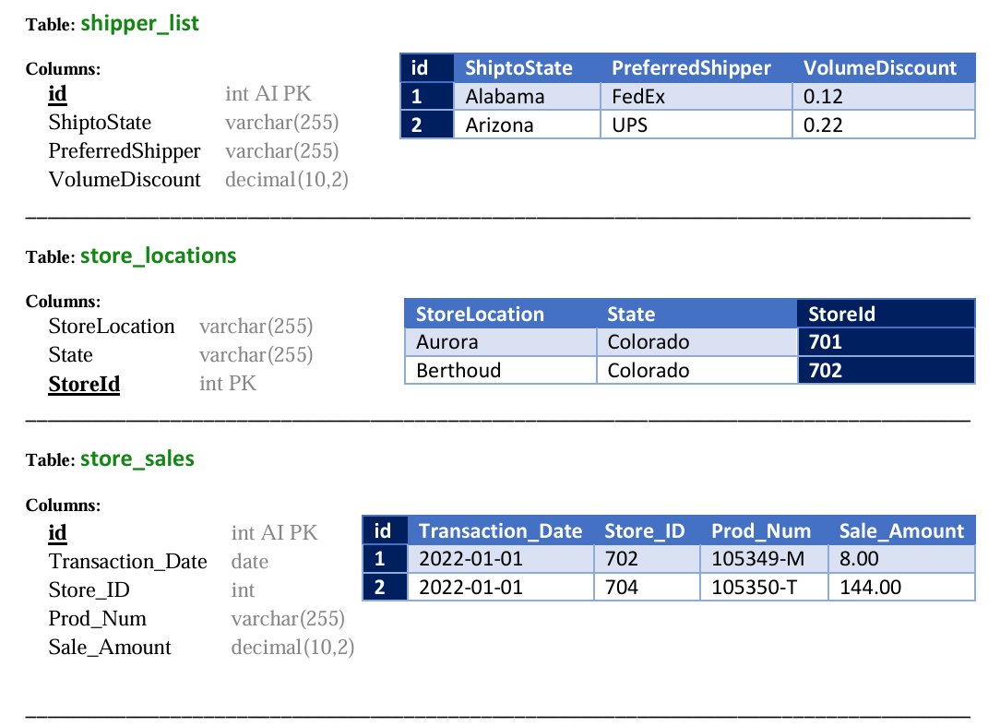 Table: shipper_list
Columns:
id int AI PK
ShiptoState varchar(255)
PreferredShipper varchar(255)
VolumeDiscount decimal(10,2)
id ShiptoState PreferredShipper VolumeDiscount
1 Alabama FedEx 0.12
2 Arizona UPS 0.22
Table: store_locations
Columns:
StoreLocation varchar(255)
State varchar(255)
StoreId int PK
StoreLocation State StoreId
Aurora Colorado 701
Berthoud Colorado 702
Table: store_sales
Columns:
id int AI PK
Transaction_Date date
Store_ID int
Prod_Num varchar(255)
Sale_Amount decimal(10,2)
id Transaction_Date Store_ID Prod_Num Sale_Amount
1 2022-01-01 702 105349-M 8.00
2 2022-01-01 704 105350-T 144.00